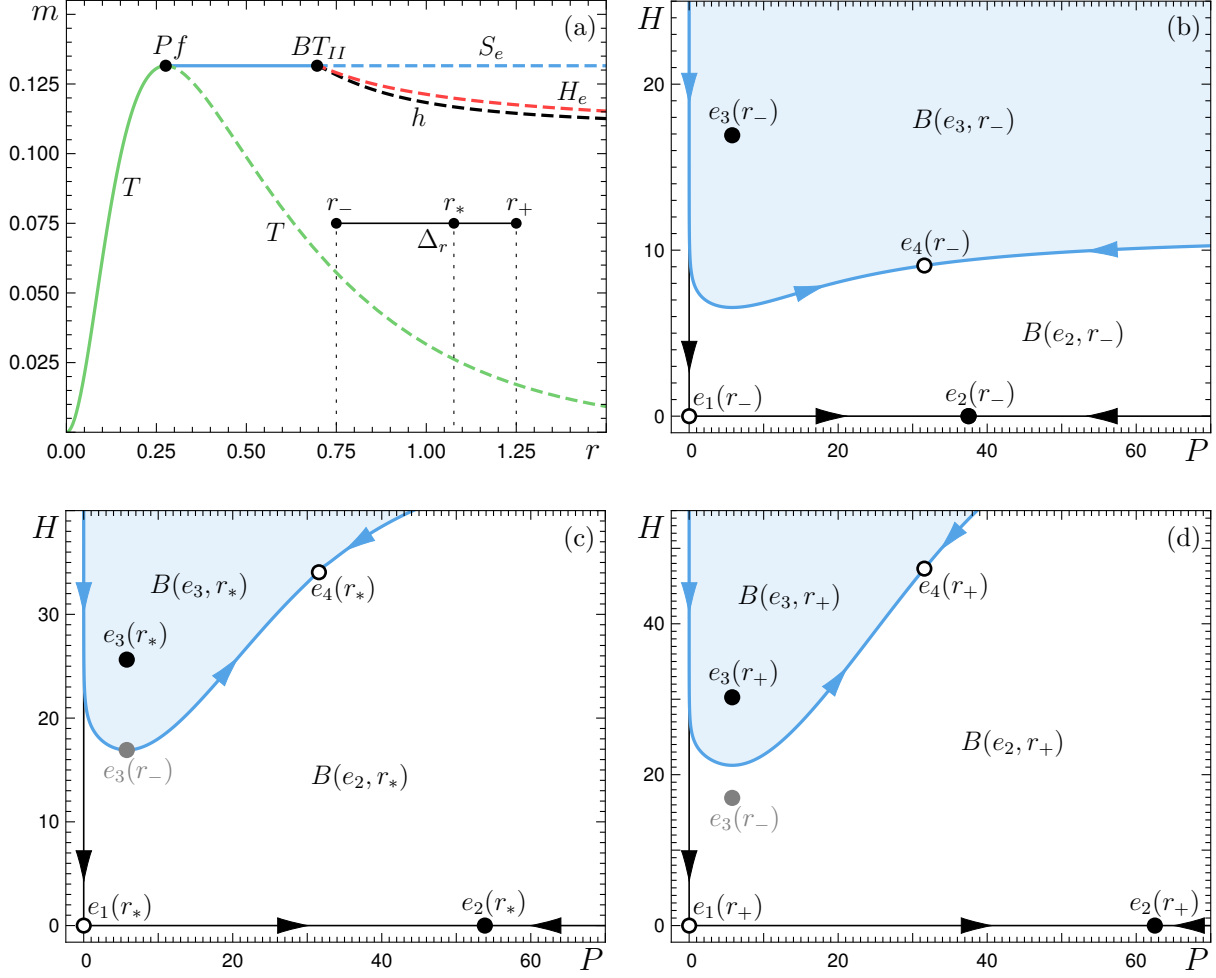 m
(a)
Pf
BT_{II}
S_e
0.125
H_e
h
0.100
T
0.075
r_-
r_*
r_+
T
Δ_r
0.050
0.025
0.00 0.25 0.50 0.75 1.00 1.25 r
H
(b)
20
e_3(r_-)
B(e_3, r_-)
10
e_4(r_-)
B(e_2, r_-)
e_1(r_-)
e_2(r_-)
0
0 20 40 60
P
H
(c)
B(e_3, r_*)
30
e_4(r_*)
e_3(r_*)
20
e_3(r_-)
B(e_2, r_*)
10
e_1(r_*)
e_2(r_*)
0
0 20 40 60
P
H
(d)
B(e_3, r_+)
e_4(r_+)
40
e_3(r_+)
B(e_2, r_+)
20
e_3(r_-)
e_1(r_+)
e_2(r_+)
0
0 20 40 60
P